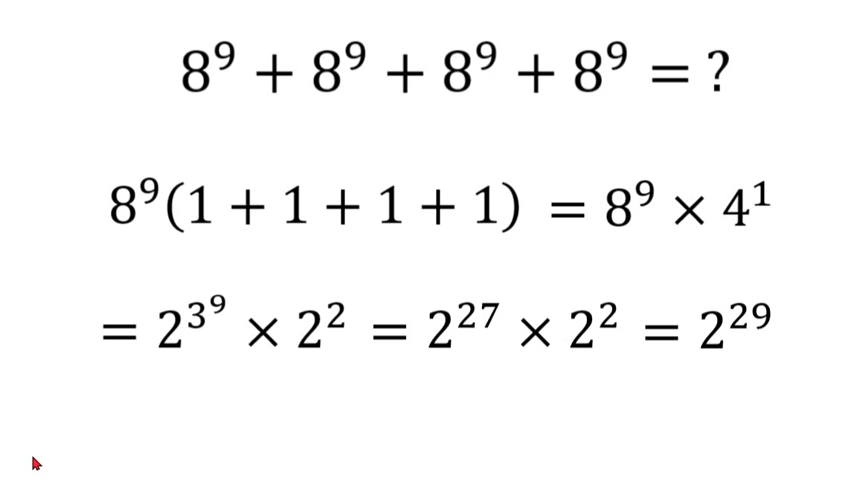 8⁹ + 8⁹ + 8⁹ + 8⁹ = ?
8⁹(1 + 1 + 1 + 1) = 8⁹ × 4¹
= 2^{3^{9}} × 2² = 2²⁷ × 2² = 2²⁹